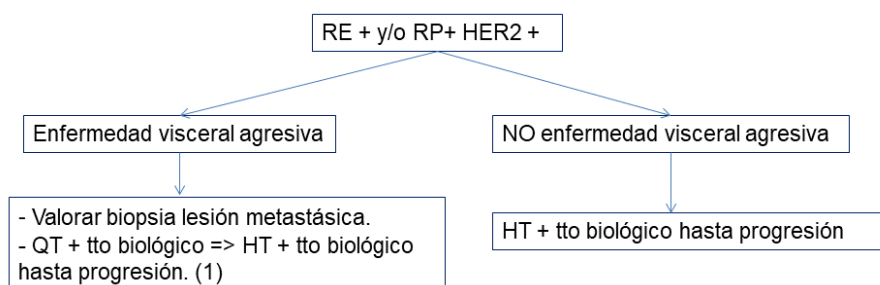 RE + y/o RP+ HER2 +
Enfermedad visceral agresiva
NO enfermedad visceral agresiva
- Valorar biopsia lesión metastásica.
- QT + tto biológico => HT + tto biológico
hasta progresión. (1)
HT + tto biológico hasta progresión